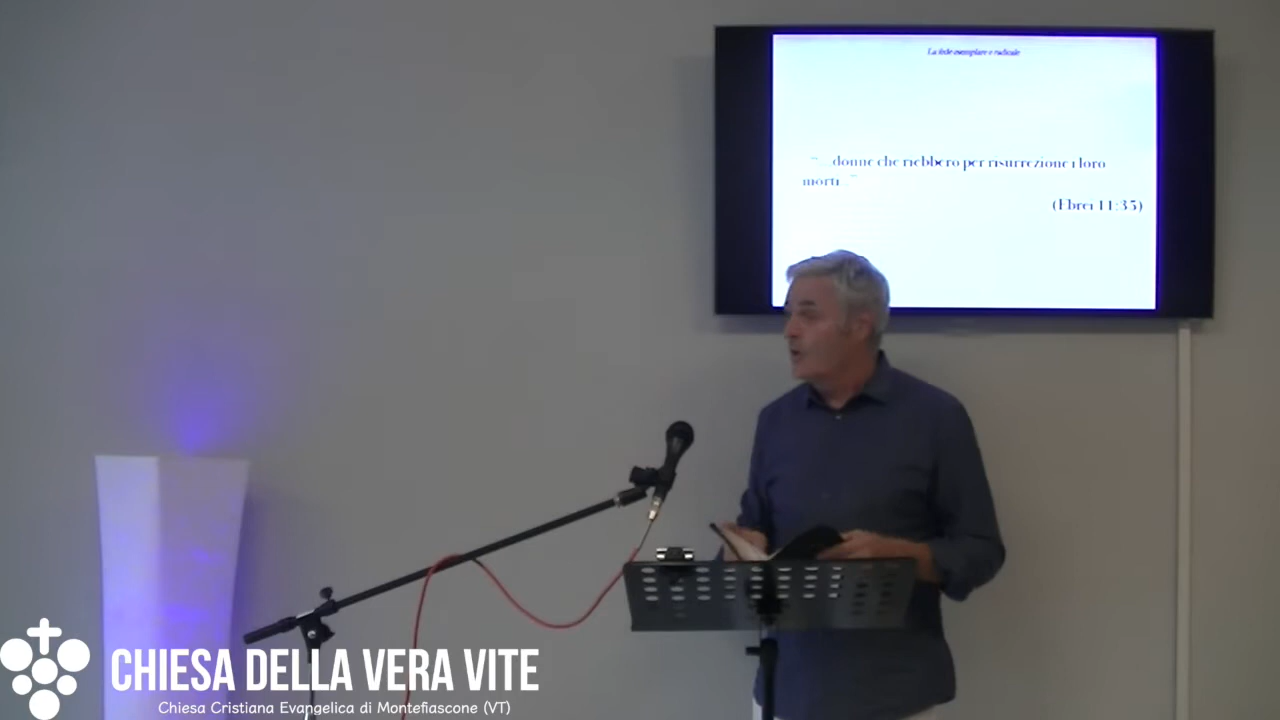 La fede esemplare e radicale
"...donne che riebbero per risurrezione i loro
morti..."
(Ebrei 11:35)
CHIESA DELLA VERA VITE
Chiesa Cristiana Evangelica di Montefiascone (VT)